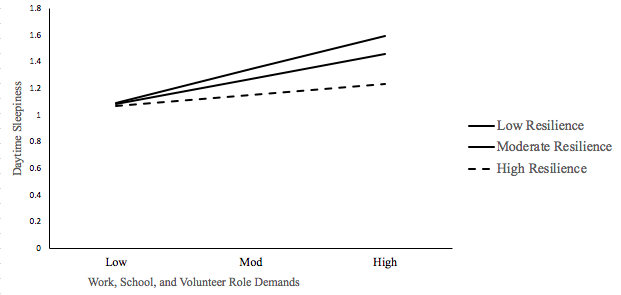 1.8
1.6
1.4
1.2
1
0.8
0.6
0.4
0.2
0
Daytime Sleepiness
Low Mod High
Work, School, and Volunteer Role Demands
Low Resilience
Moderate Resilience
High Resilience